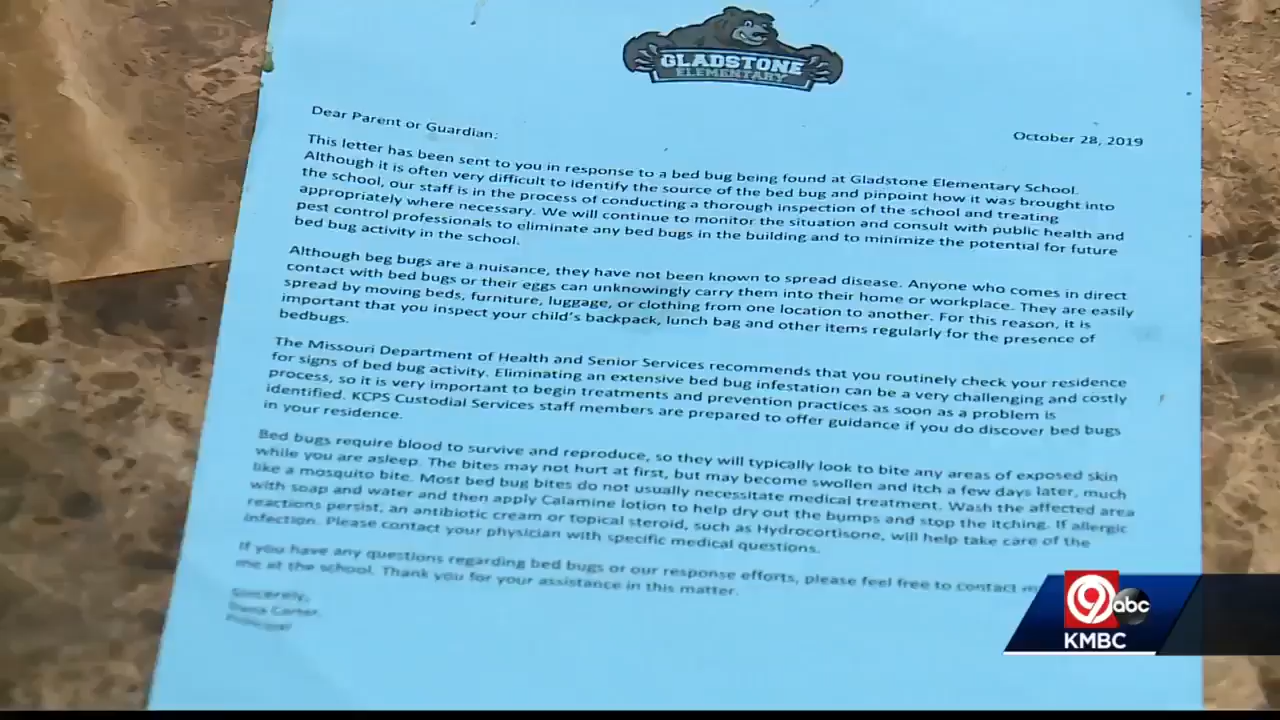 GLADSTONE
ELEMENTARY
Dear Parent or Guardian:
October 28, 2019
This letter has been sent to you in response to a bed bug being found at Gladstone Elementary School.
Although it is often very difficult to identify the source of the bed bug and pinpoint how it was brought into
the school, our staff is in the process of conducting a thorough inspection of the school and treating
appropriately where necessary. We will continue to monitor the situation and consult with public health and
pest control professionals to eliminate any bed bugs in the building and to minimize the potential for future
bed bug activity in the school.
Although beg bugs are a nuisance, they have not been known to spread disease. Anyone who comes in direct
contact with bed bugs or their eggs can unknowingly carry them into their home or workplace. They are easily
spread by moving beds, furniture, luggage, or clothing from one location to another. For this reason, it is
important that you inspect your child's backpack, lunch bag and other items regularly for the presence of
bedbugs.
The Missouri Department of Health and Senior Services recommends that you routinely check your residence
for signs of bed bug activity. Eliminating an extensive bed bug infestation can be a very challenging and costly
process, so it is very important to begin treatments and prevention practices as soon as a problem is
identified. KCPS Custodial Services staff members are prepared to offer guidance if you do discover bed bugs
in your residence.
Bed bugs require blood to survive and reproduce, so they will typically look to bite any areas of exposed skin
while you are asleep. The bites may not hurt at first, but may become swollen and itch a few days later, much
like a mosquito bite. Most bed bug bites do not usually necessitate medical treatment. Wash the affected area
with soap and water and then apply Calamine lotion to help dry out the bumps and stop the itching. If allergic
reactions persist, an antibiotic cream or topical steroid, such as Hydrocortisone, will help take care of the
infection. Please contact your physician with specific medical questions.
If you have any questions regarding bed bugs or our response efforts, please feel free to contact
me at the school. Thank you for your assistance in this matter.
Sincerely,
Dana Carter,
Principal
9 abc
KMBC